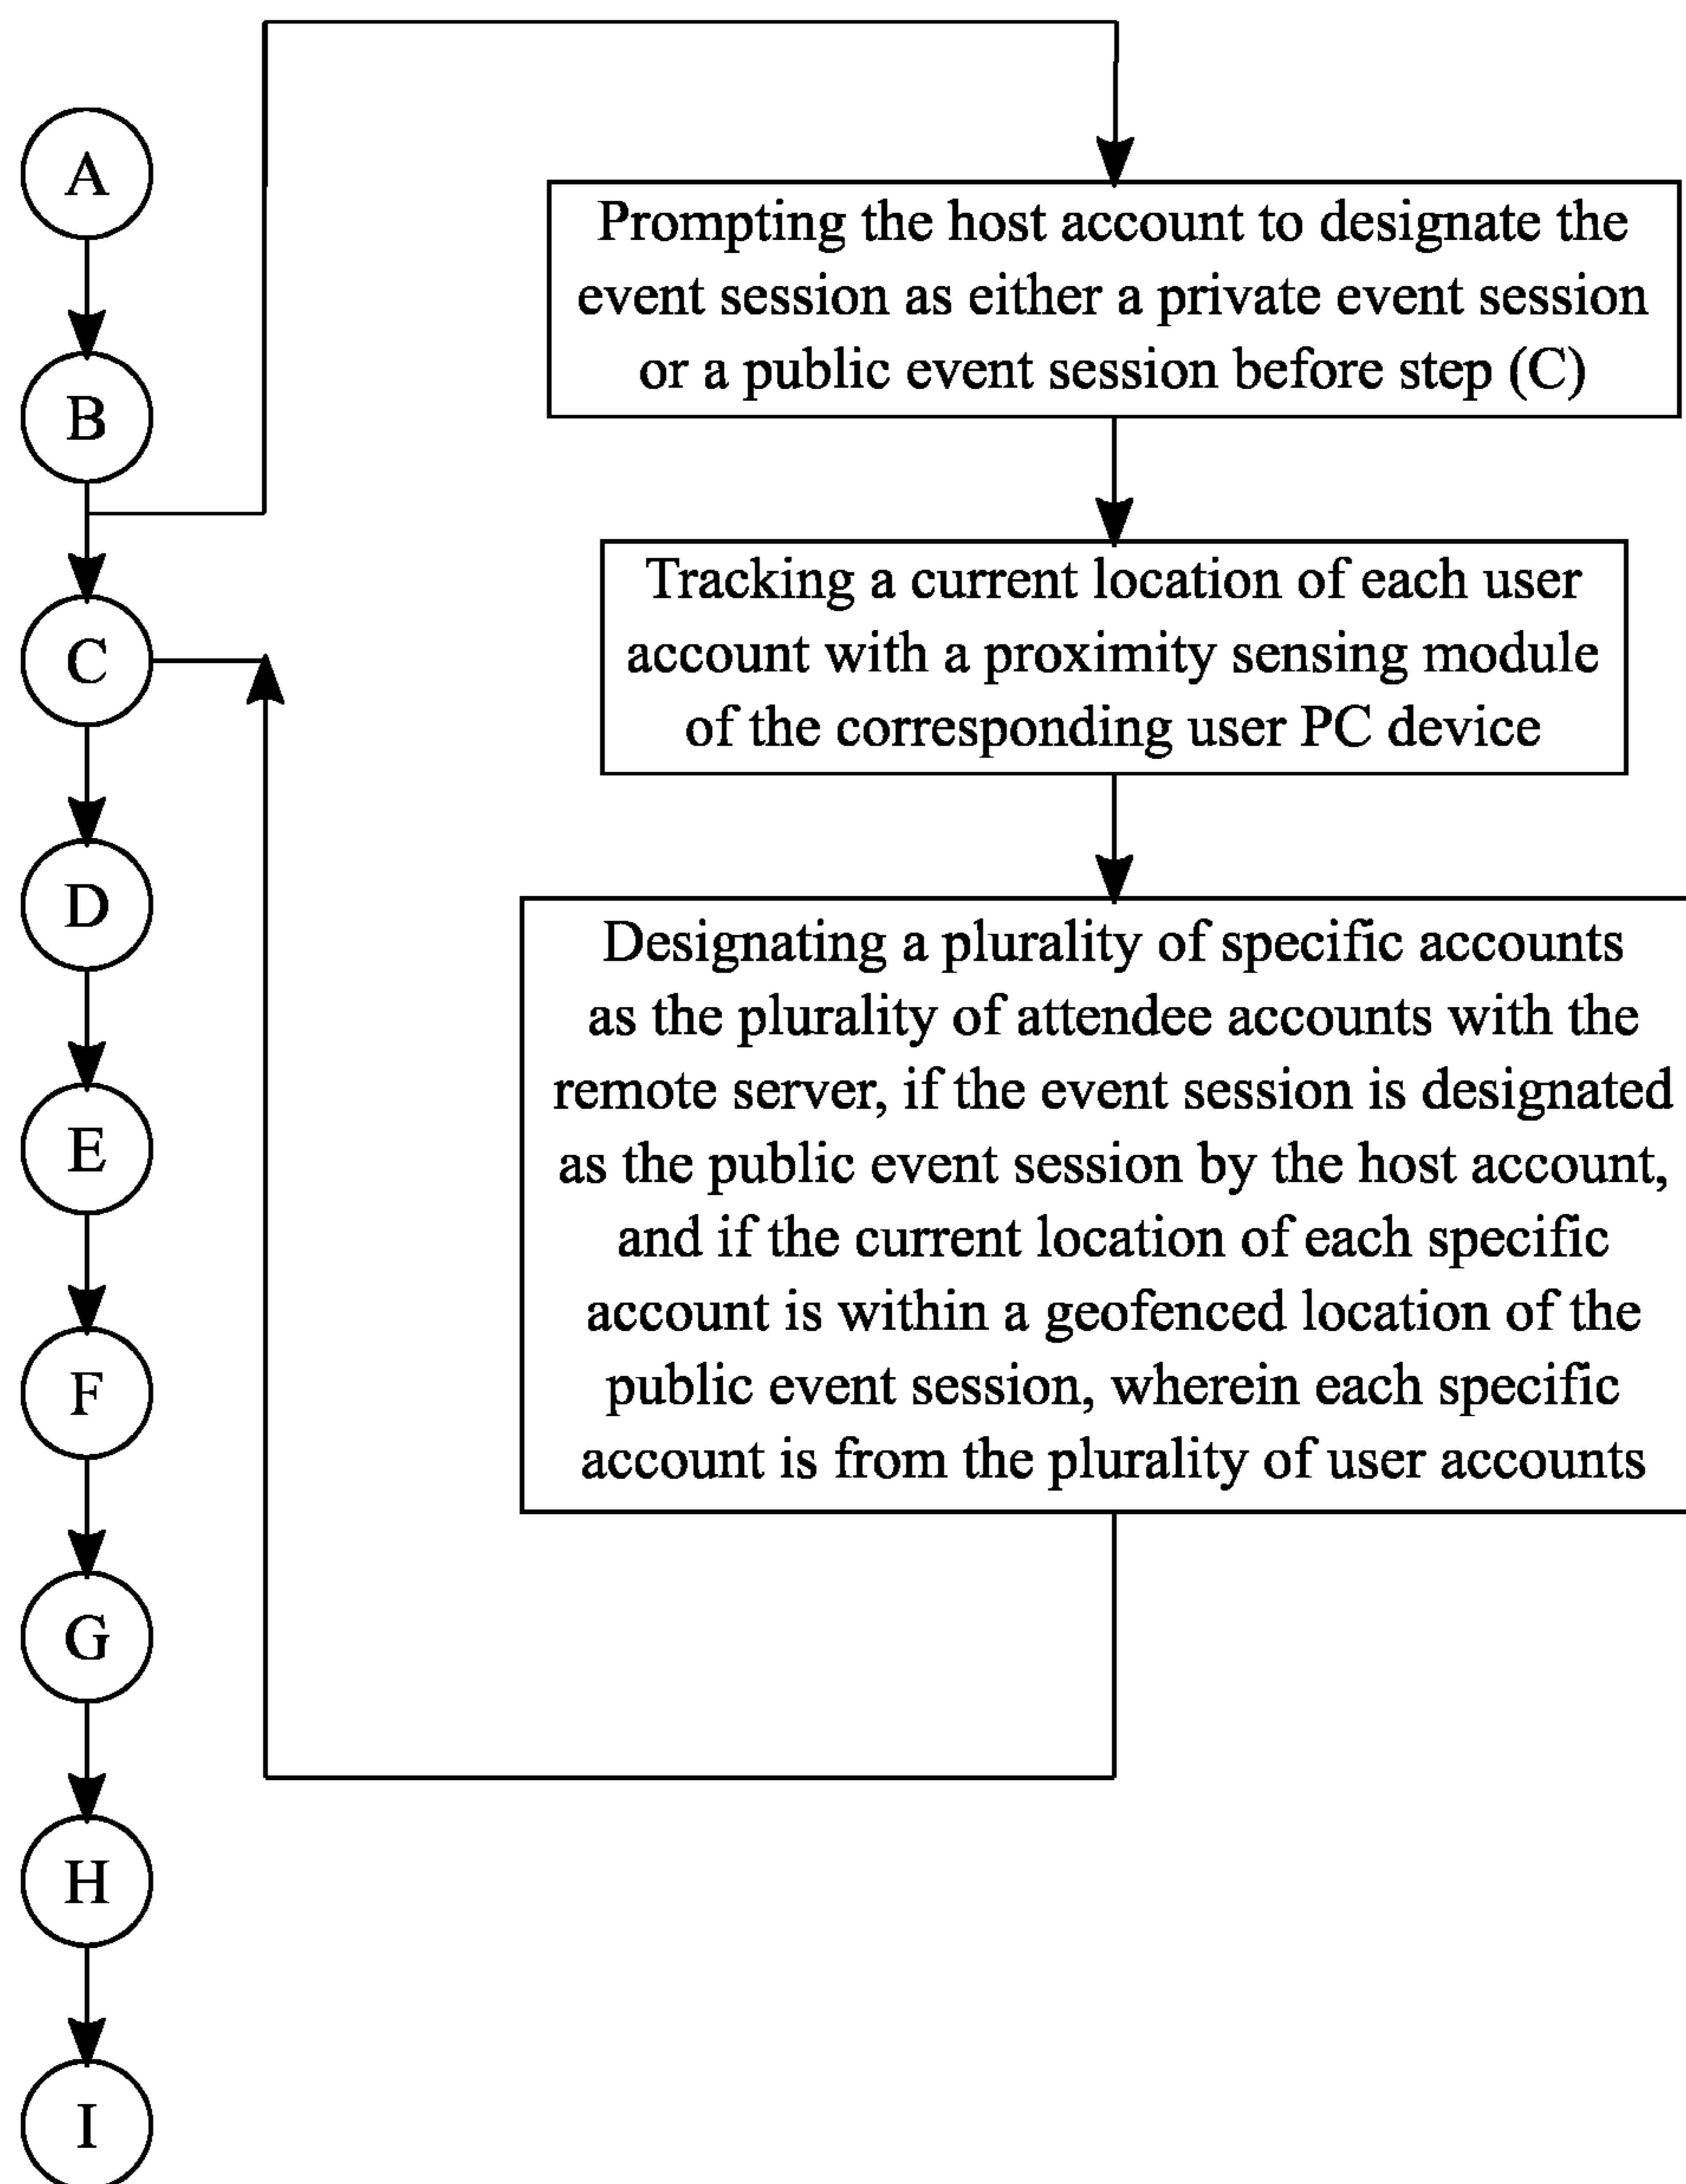 A
B
C
D
E
F
G
H
I
Prompting the host account to designate the
event session as either a private event session
or a public event session before step (C)
Tracking a current location of each user
account with a proximity sensing module
of the corresponding user PC device
Designating a plurality of specific accounts
as the plurality of attendee accounts with the
remote server, if the event session is designated
as the public event session by the host account,
and if the current location of each specific
account is within a geofenced location of the
public event session, wherein each specific
account is from the plurality of user accounts